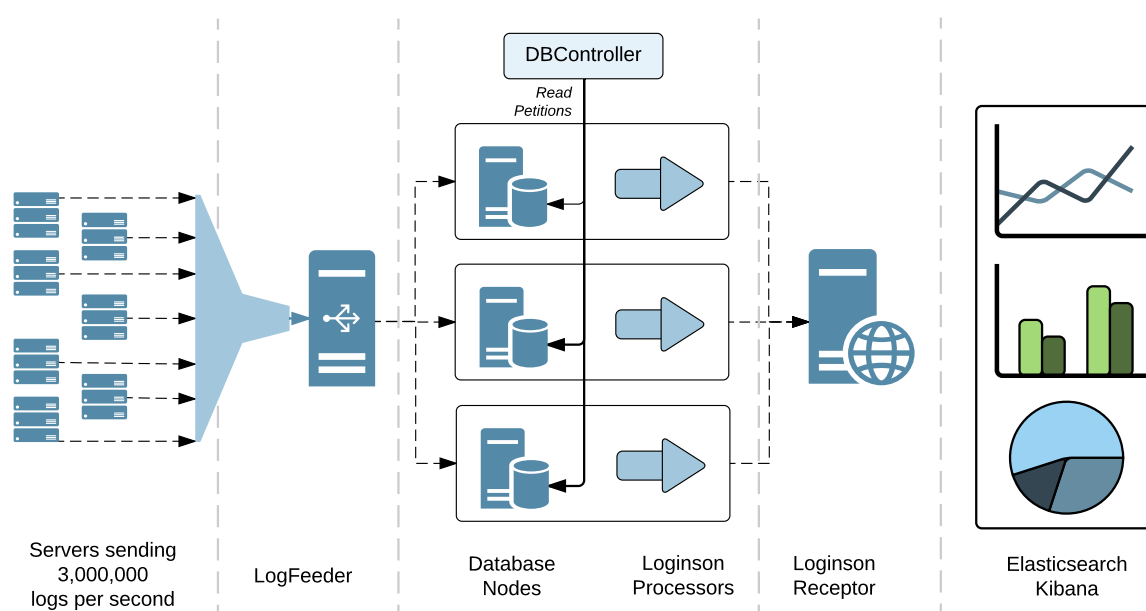 DBController
Read
Petitions
Servers sending
3,000,000
logs per second
LogFeeder
Database
Nodes
Loginson
Processors
Loginson
Receptor
Elasticsearch
Kibana